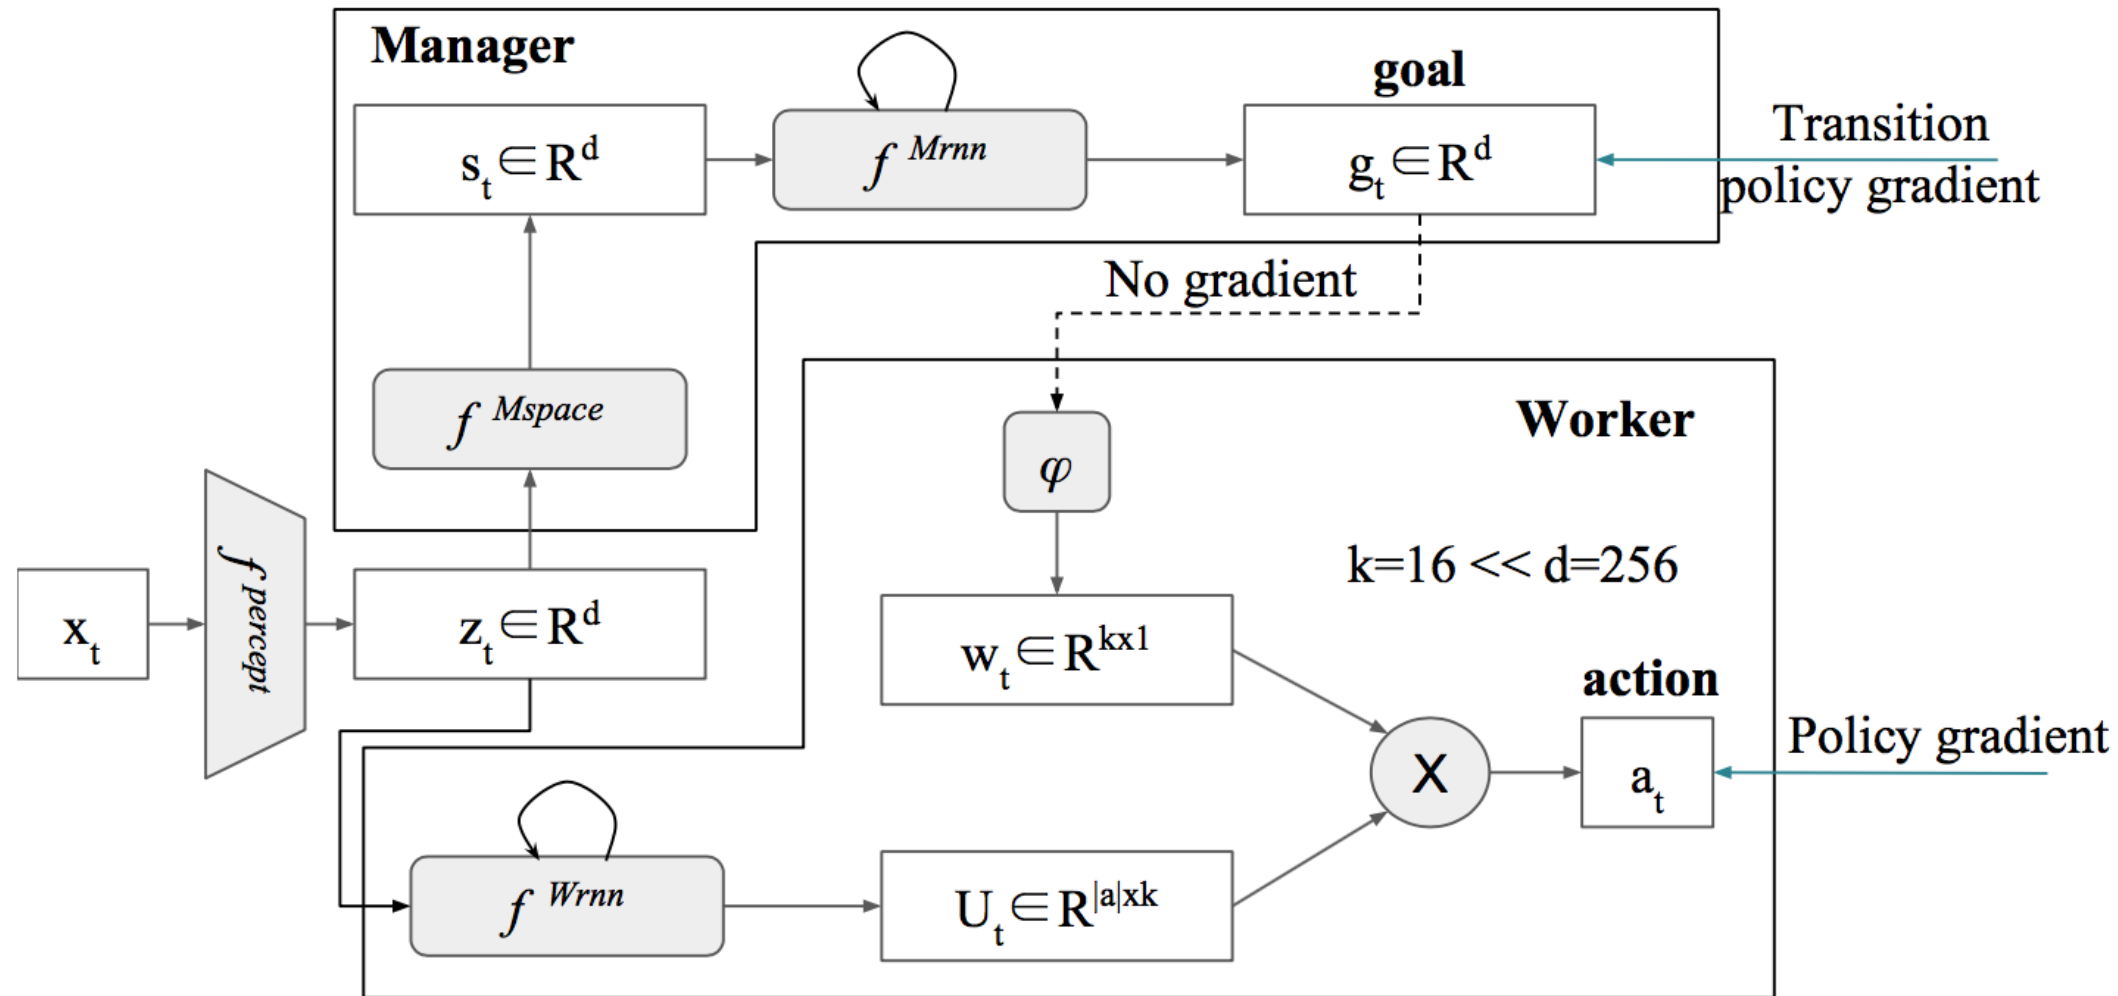 Manager
goal
s_t ∈ R^d
f^Mrnn
g_t ∈ R^d
Transition
policy gradient
No gradient
f^Mspace
Worker
φ
k=16 << d=256
x_t
f^percept
z_t ∈ R^d
w_t ∈ R^kx1
action
Policy gradient
X
a_t
f^Wrnn
U_t ∈ R^|a|xk